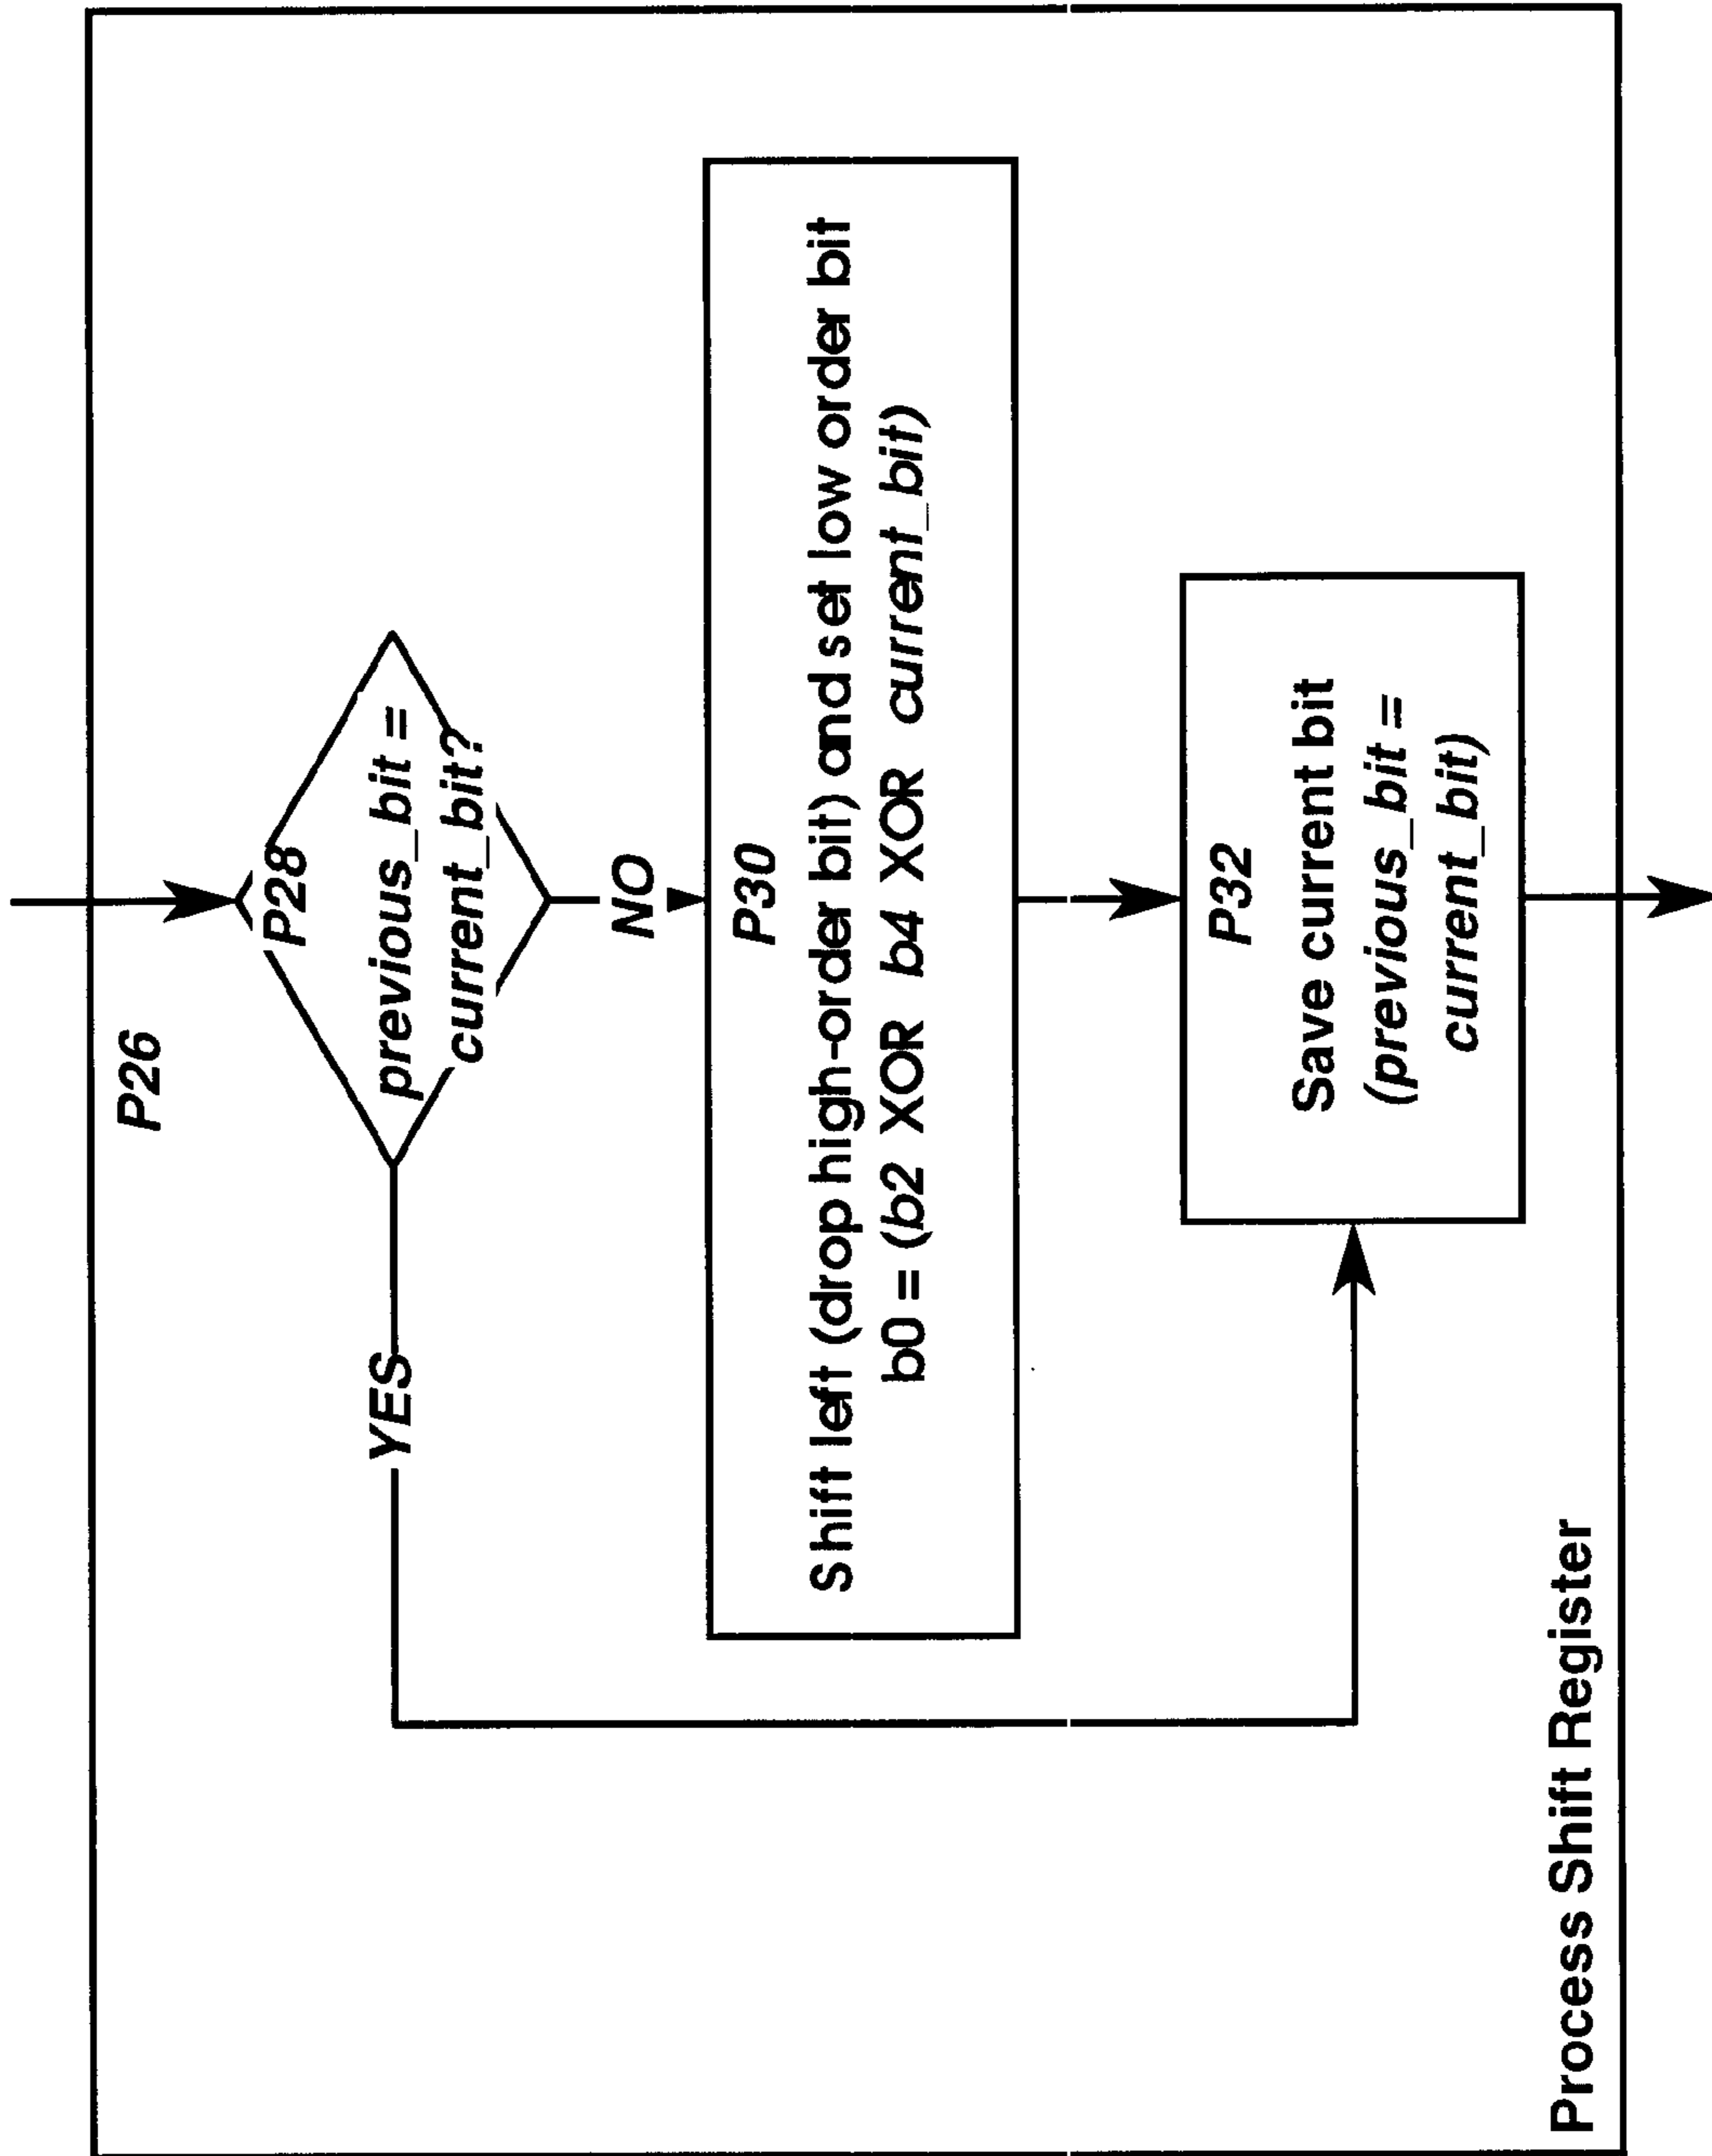 P26
P28
previous_bit =
current_bit?
YES
NO
P30
Shift left (drop high-order bit) and set low order bit
b0 = (b2 XOR b4 XOR current_bit)
P32
Save current bit
(previous_bit =
current_bit)
Process Shift Register